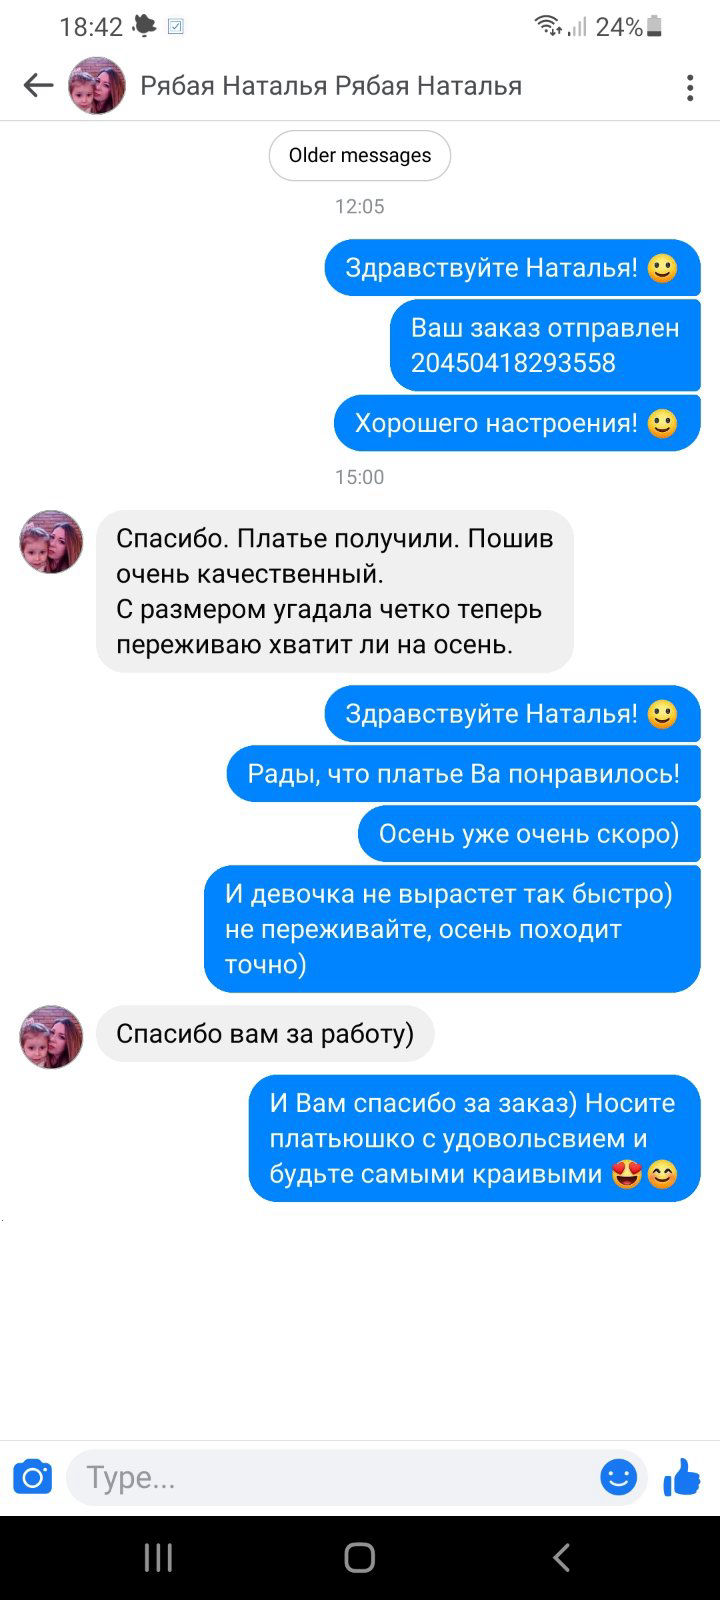 18:42
24%
Рябая Наталья Рябая Наталья
Older messages
12:05
Здравствуйте Наталья! 🙂
Ваш заказ отправлен
20450418293558
Хорошего настроения! 🙂
15:00
Спасибо. Платье получили. Пошив
очень качественный.
С размером угадала четко теперь
переживаю хватит ли на осень.
Здравствуйте Наталья! 🙂
Рады, что платье Ва понравилось!
Осень уже очень скоро)
И девочка не вырастет так быстро)
не переживайте, осень походит
точно)
Спасибо вам за работу)
И Вам спасибо за заказ) Носите
платьюшко с удовольсвием и
будьте самыми краивыми 😍😊
Type...